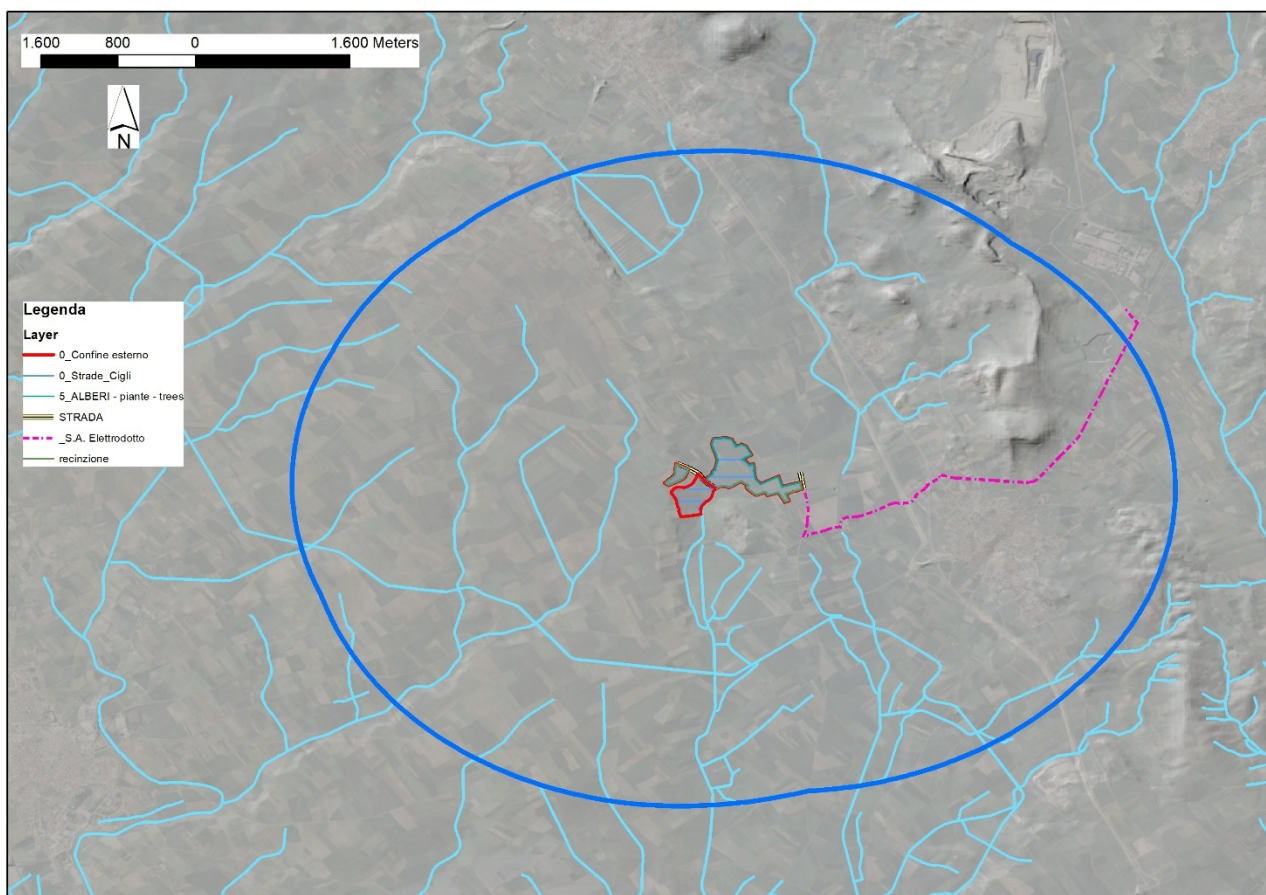 1.600 800 0 1.600 Meters
N
Legenda
Layer
0_Confine esterno
0_Strade_Cigli
5_ALBERI - piante - trees
STRADA
_S.A. Elettrodotto
recinzione